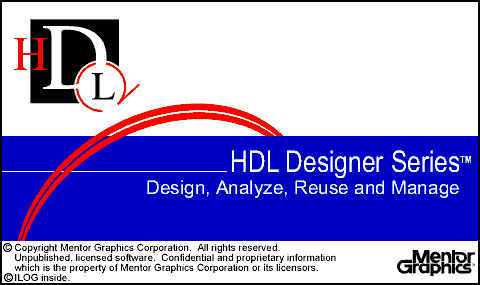 HDL
HDL Designer Series™
Design, Analyze, Reuse and Manage
© Copyright Mentor Graphics Corporation. All rights reserved.
Unpublished, licensed software. Confidential and proprietary information
which is the property of Mentor Graphics Corporation or its licensors.
© ILOG inside.
Mentor
Graphics®